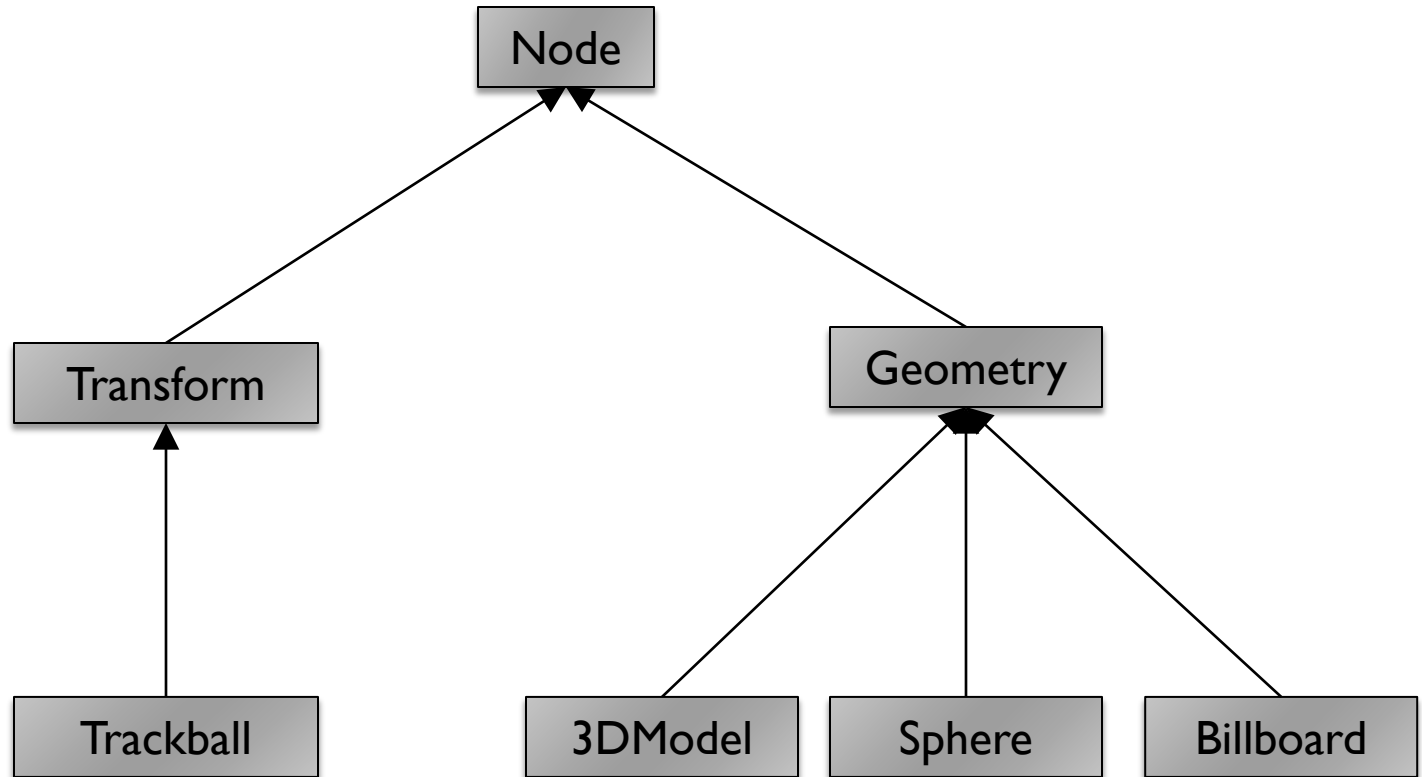 Node
Transform
Geometry
Trackball
3DModel
Sphere
Billboard